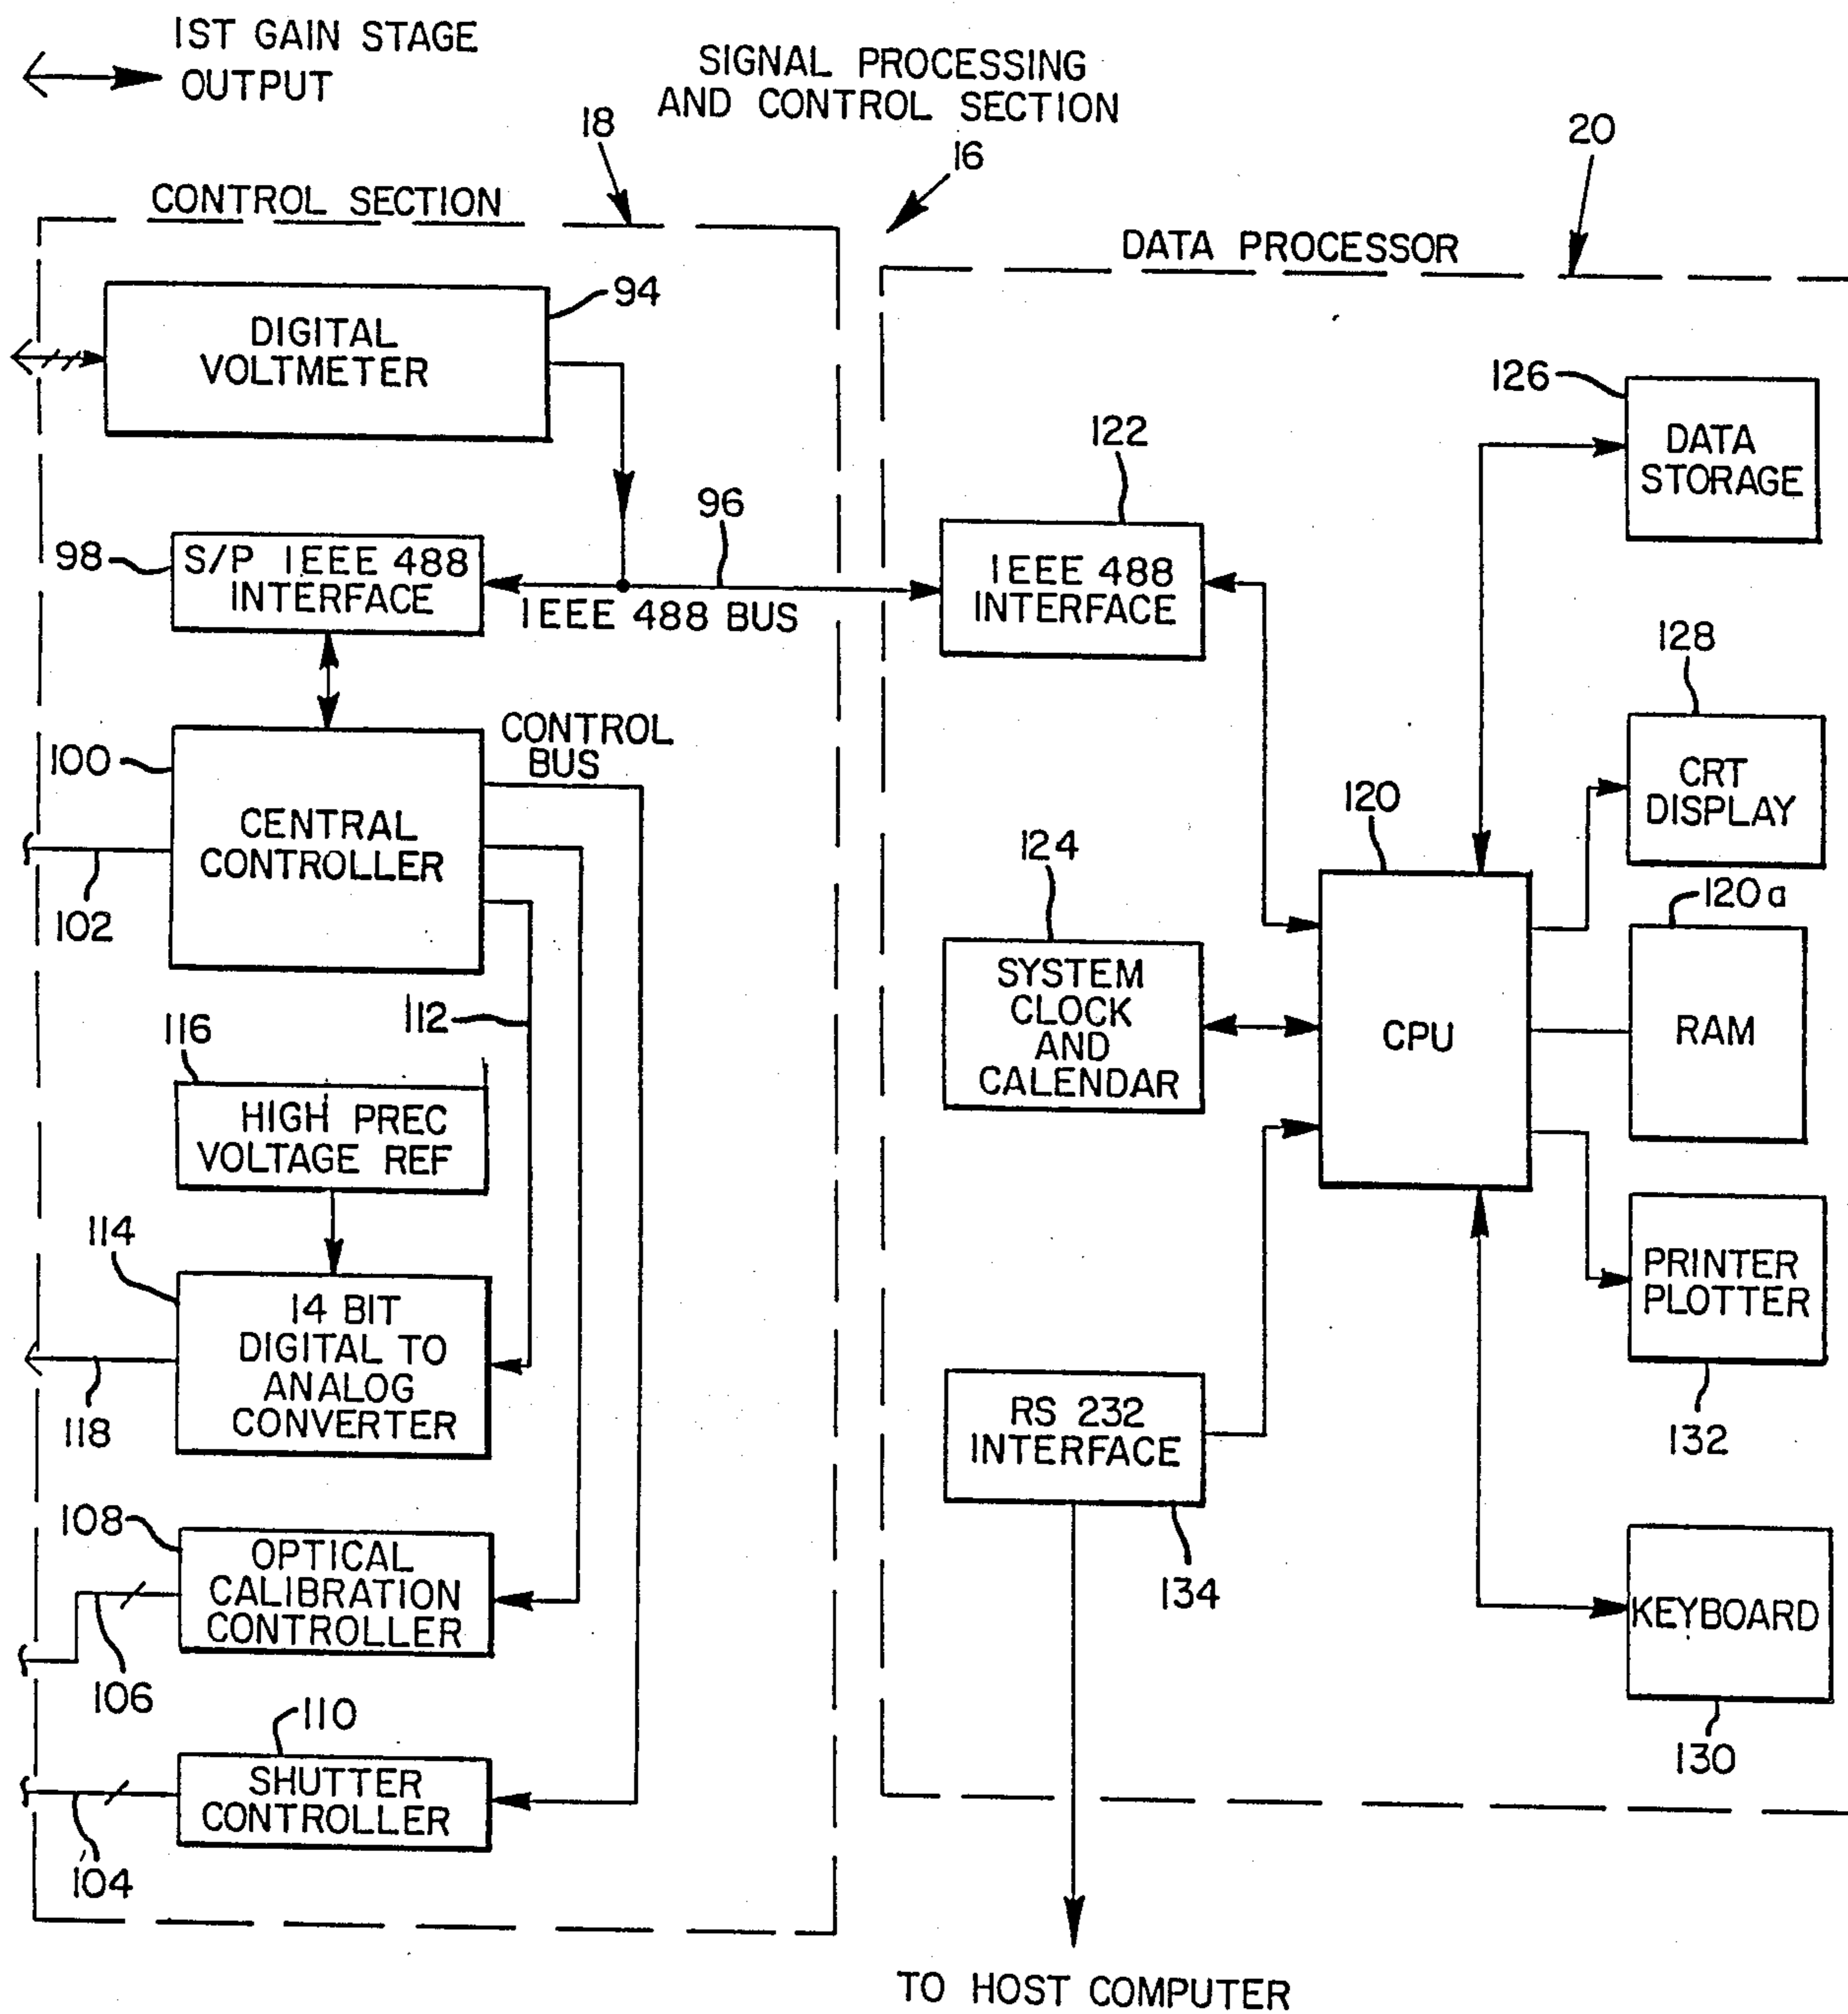 1ST GAIN STAGE
OUTPUT
SIGNAL PROCESSING
AND CONTROL SECTION
18
16
20
CONTROL SECTION
DATA PROCESSOR
94
DIGITAL
VOLTMETER
126
DATA
STORAGE
122
96
98
S/P IEEE 488
INTERFACE
IEEE 488 BUS
IEEE 488
INTERFACE
128
CRT
DISPLAY
100
CONTROL
BUS
CENTRAL
CONTROLLER
102
120
124
120a
SYSTEM
CLOCK
AND
CALENDAR
CPU
RAM
112
116
HIGH PREC
VOLTAGE REF
114
14 BIT
DIGITAL TO
ANALOG
CONVERTER
118
PRINTER
PLOTTER
132
RS 232
INTERFACE
134
108
OPTICAL
CALIBRATION
CONTROLLER
106
KEYBOARD
130
110
SHUTTER
CONTROLLER
104
TO HOST COMPUTER